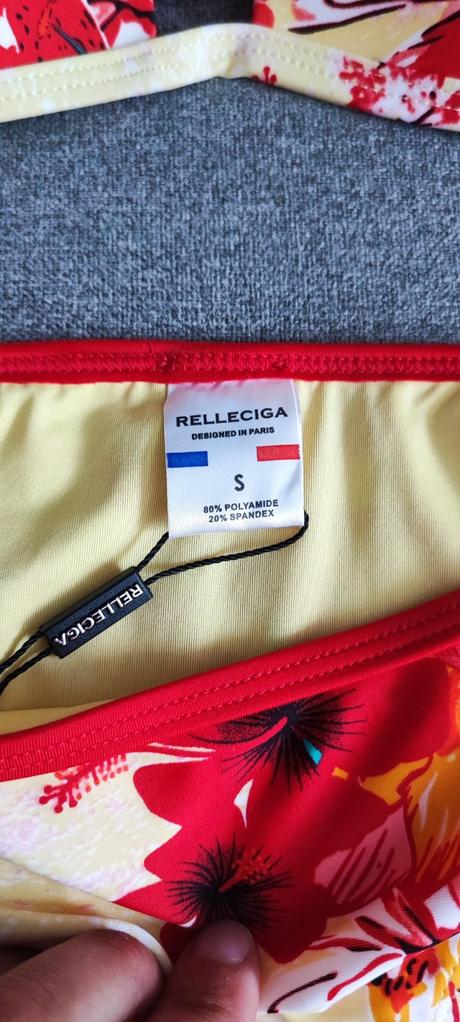 RELLECIGA
DESIGNED IN PARIS
S
80% POLYAMIDE
20% SPANDEX
RELLECIGA